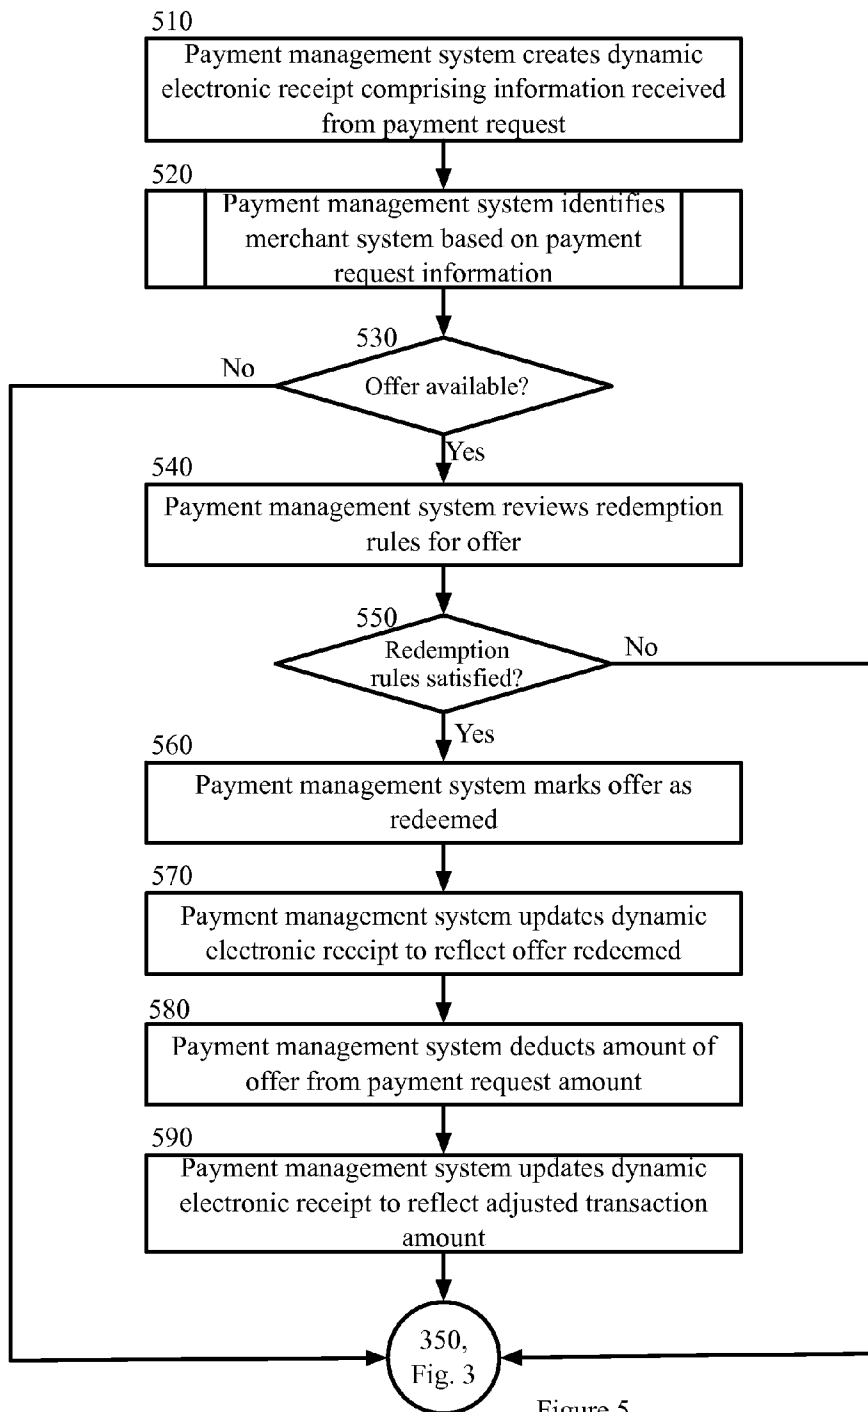 510
Payment management system creates dynamic
electronic receipt comprising information received
from payment request
520
Payment management system identifies
merchant system based on payment
request information
530
No
Offer available?
Yes
540
Payment management system reviews redemption
rules for offer
550
No
Redemption
rules satisfied?
Yes
560
Payment management system marks offer as
redeemed
570
Payment management system updates dynamic
electronic receipt to reflect offer redeemed
580
Payment management system deducts amount of
offer from payment request amount
590
Payment management system updates dynamic
electronic receipt to reflect adjusted transaction
amount
350,
Fig. 3
Figure 5